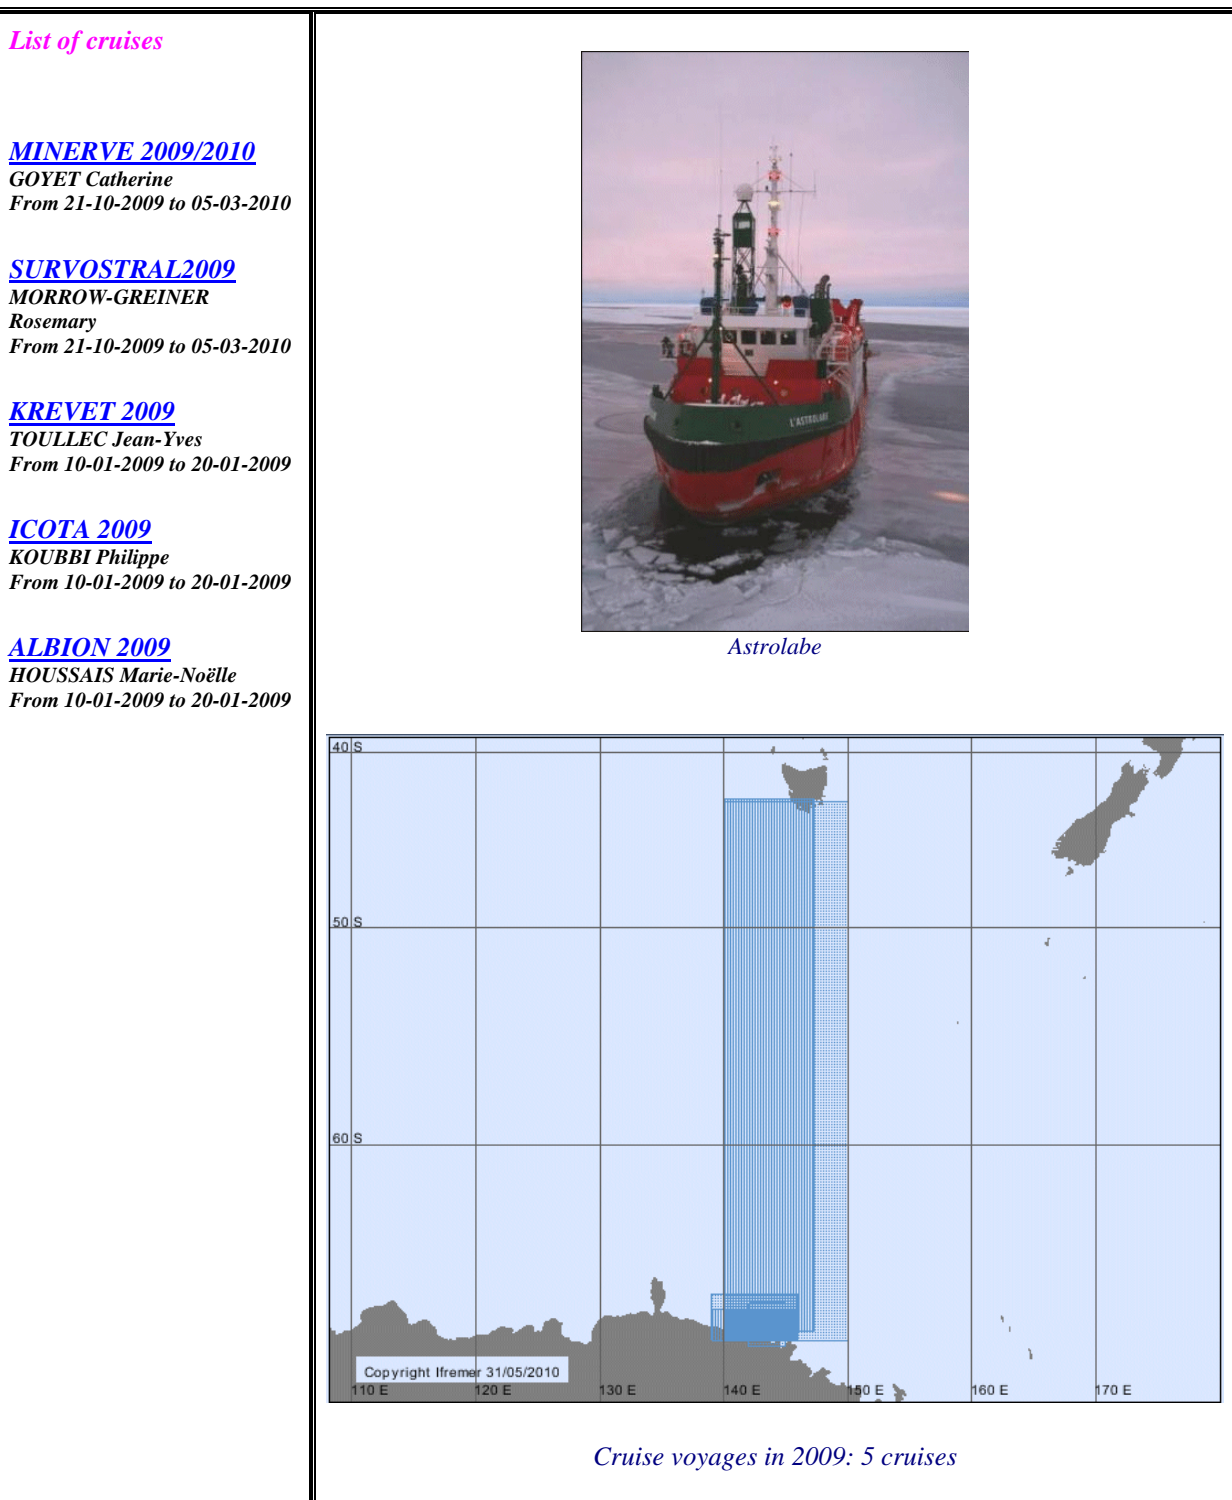 List of cruises
MINERVE 2009/2010
GOYET Catherine
From 21-10-2009 to 05-03-2010
SURVOSTRAL2009
MORROW-GREINER
Rosemary
From 21-10-2009 to 05-03-2010
KREVET 2009
TOULLEC Jean-Yves
From 10-01-2009 to 20-01-2009
ICOTA 2009
KOUBBI Philippe
From 10-01-2009 to 20-01-2009
ALBION 2009
HOUSSAIS Marie-Noëlle
From 10-01-2009 to 20-01-2009
L'ASTROLABE
Astrolabe
40 S
50 S
60 S
Copyright Ifremer 31/05/2010
110 E 120 E 130 E 140 E 150 E 160 E 170 E
Cruise voyages in 2009: 5 cruises